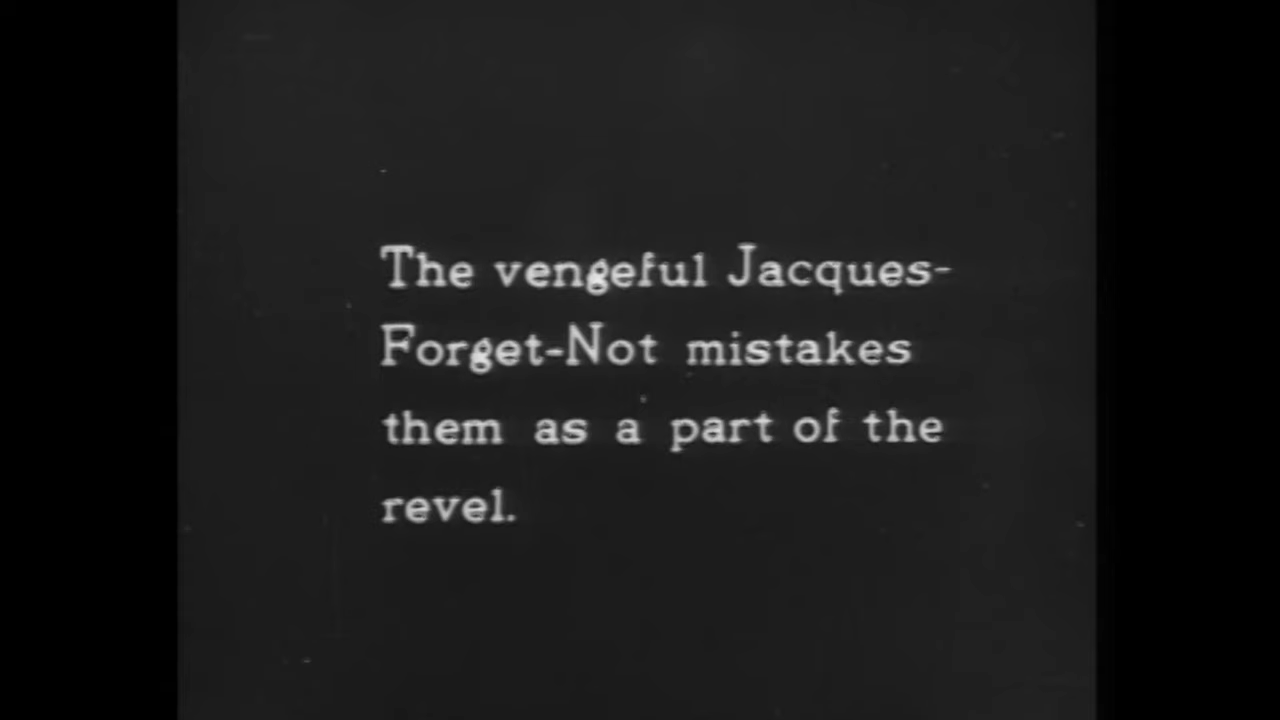 The vengeful Jacques-
Forget-Not mistakes
them as a part of the
revel.